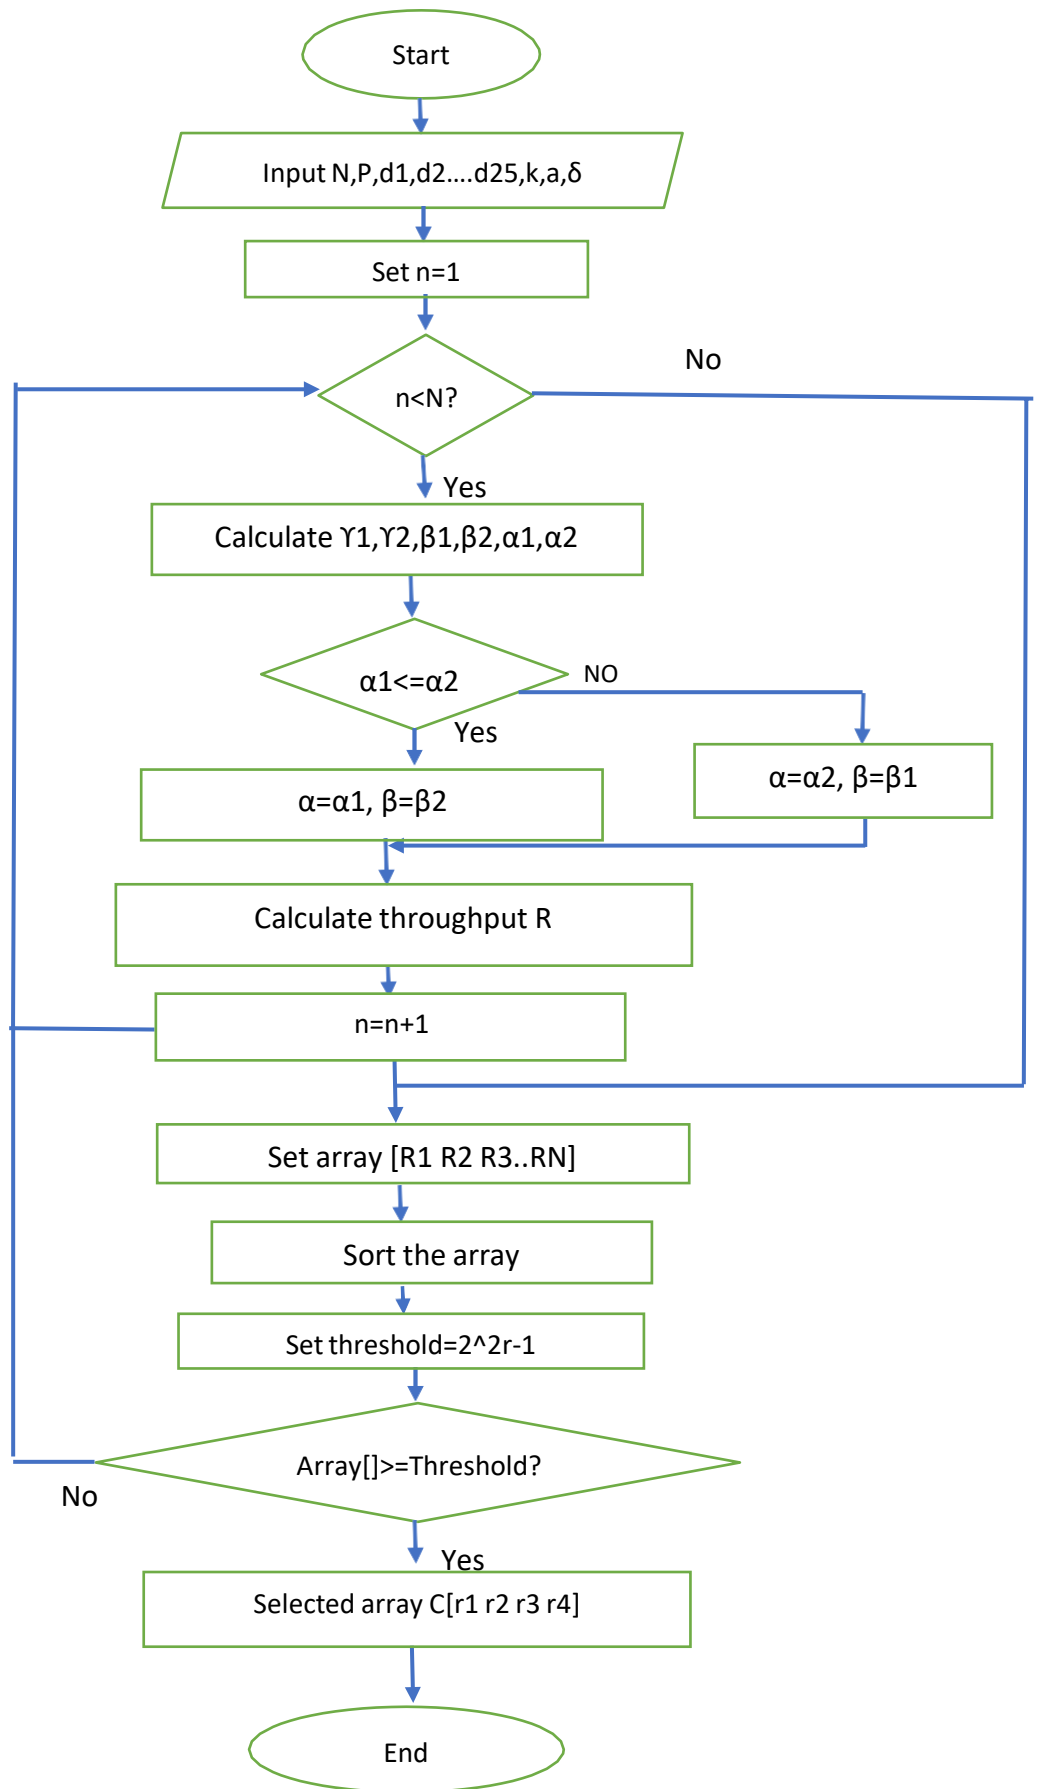 Start
Input N,P,d1,d2....d25,k,a,δ
Set n=1
No
n<N?
Yes
Calculate ϒ1,ϒ2,β1,β2,α1,α2
α1<=α2
NO
Yes
α=α1, β=β2
α=α2, β=β1
Calculate throughput R
n=n+1
Set array [R1 R2 R3..RN]
Sort the array
Set threshold=2^2r-1
Array[]>=Threshold?
No
Yes
Selected array C[r1 r2 r3 r4]
End